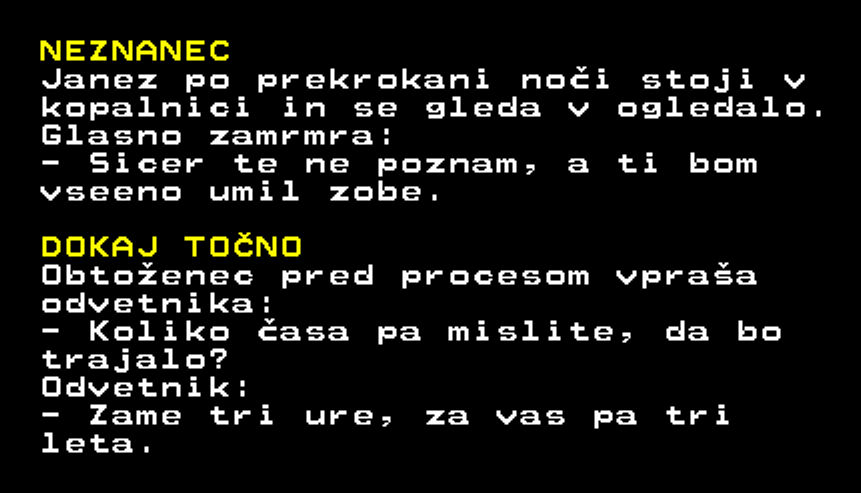 NEZNANEC
Janez po prekrokani noči stoji v
kopalnici in se gleda v ogledalo.
Glasno zamrmra:
- Sicer te ne poznam, a ti bom
vseeno umil zobe.
DOKAJ TOČNO
Obtoženec pred procesom vpraša
odvetnika:
- Koliko časa pa mislite, da bo
trajalo?
Odvetnik:
- Zame tri ure, za vas pa tri
leta.